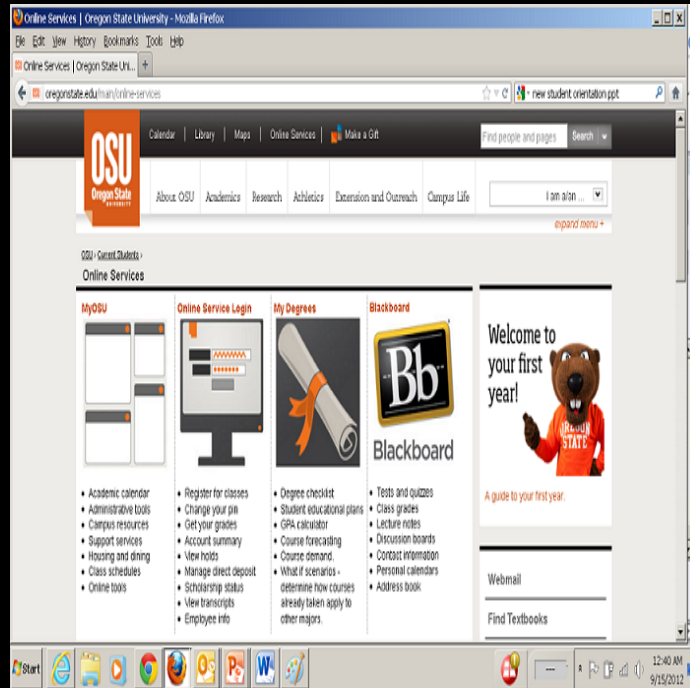 Online Services | Oregon State University - Mozilla Firefox
File Edit View History Bookmarks Tools Help
Online Services | Oregon State Uni... +
oregonstate.edu/main/online-services
new student orientation.ppt
OSU
Oregon State
UNIVERSITY
Calendar | Library | Maps | Online Services | Make a Gift
Find people and pages Search
About OSU Academics Research Athletics Extension and Outreach Campus Life
I am a/an ...
expand menu +
OSU › Current Students ›
Online Services
MyOSU
• Academic calendar
• Administrative tools
• Campus resources
• Support services
• Housing and dining
• Class schedules
• Online tools
Online Service Login
• Register for classes
• Change your pin
• Get your grades
• Account summary
• View holds
• Manage direct deposit
• Scholarship status
• View transcripts
• Employee info
My Degrees
• Degree checklist
• Student educational plans
• GPA calculator
• Course forecasting
• Course demand.
• What if scenarios -
determine how courses
already taken apply to
other majors.
Blackboard
Bb
Blackboard
• Tests and quizzes
• Class grades
• Lecture notes
• Discussion boards
• Contact information
• Personal calendars
• Address book
Welcome to
your first
year!
OREGON
STATE
A guide to your first year.
Webmail
Find Textbooks
Start
12:40 AM
9/15/2012